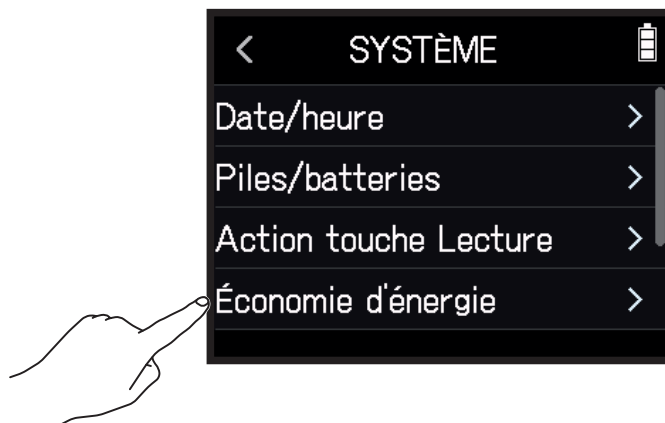 SYSTÈME
Date/heure
Piles/batteries
Action touche Lecture
Économie d'énergie